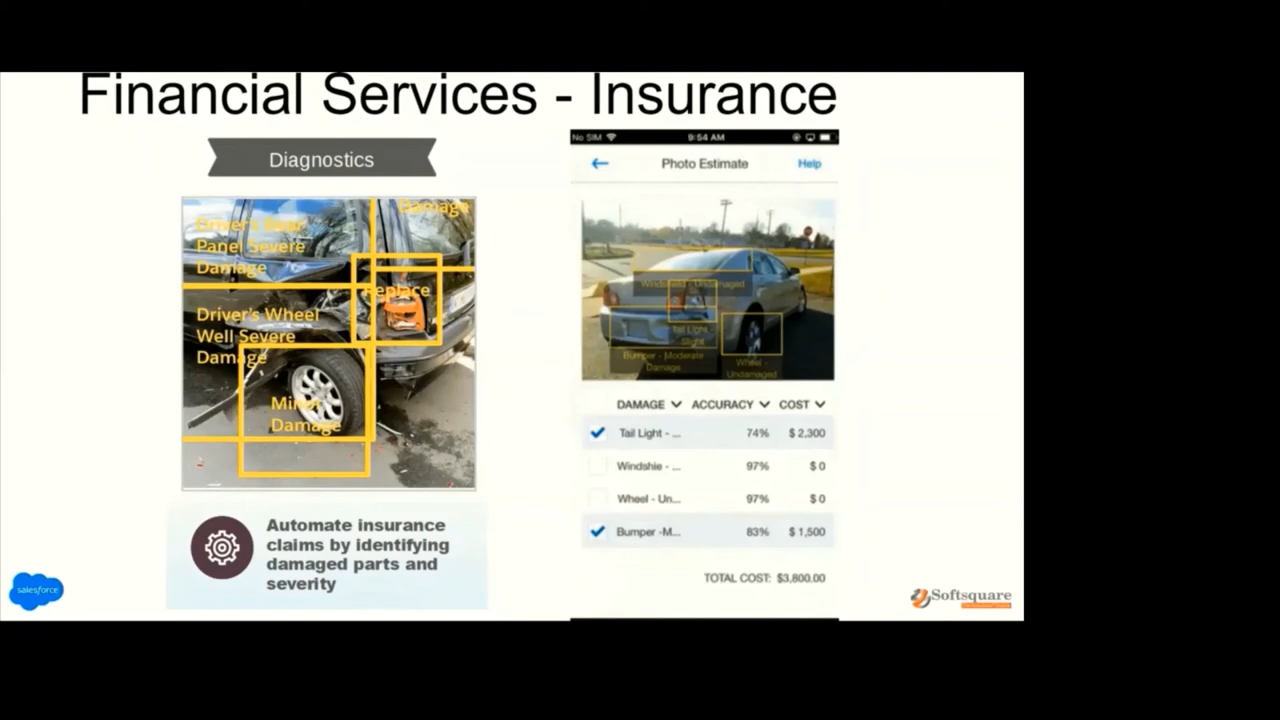 Financial Services - Insurance
Diagnostics
Damage
Driver's Rear
Panel Severe
Damage
Replace
Driver's Wheel
Well Severe
Damage
Minor
Damage
Automate insurance
claims by identifying
damaged parts and
severity
salesforce
No SIM
9:54 AM
Photo Estimate
Help
Windshield - Undamaged
Tail Light -
Slight
Bumper - Moderate
Damage
Wheel -
Undamaged
DAMAGE ACCURACY COST
Tail Light - ... 74% $ 2,300
Windshie - ... 97% $ 0
Wheel - Un... 97% $ 0
Bumper -M... 83% $ 1,500
TOTAL COST: $3,800.00
Softsquare